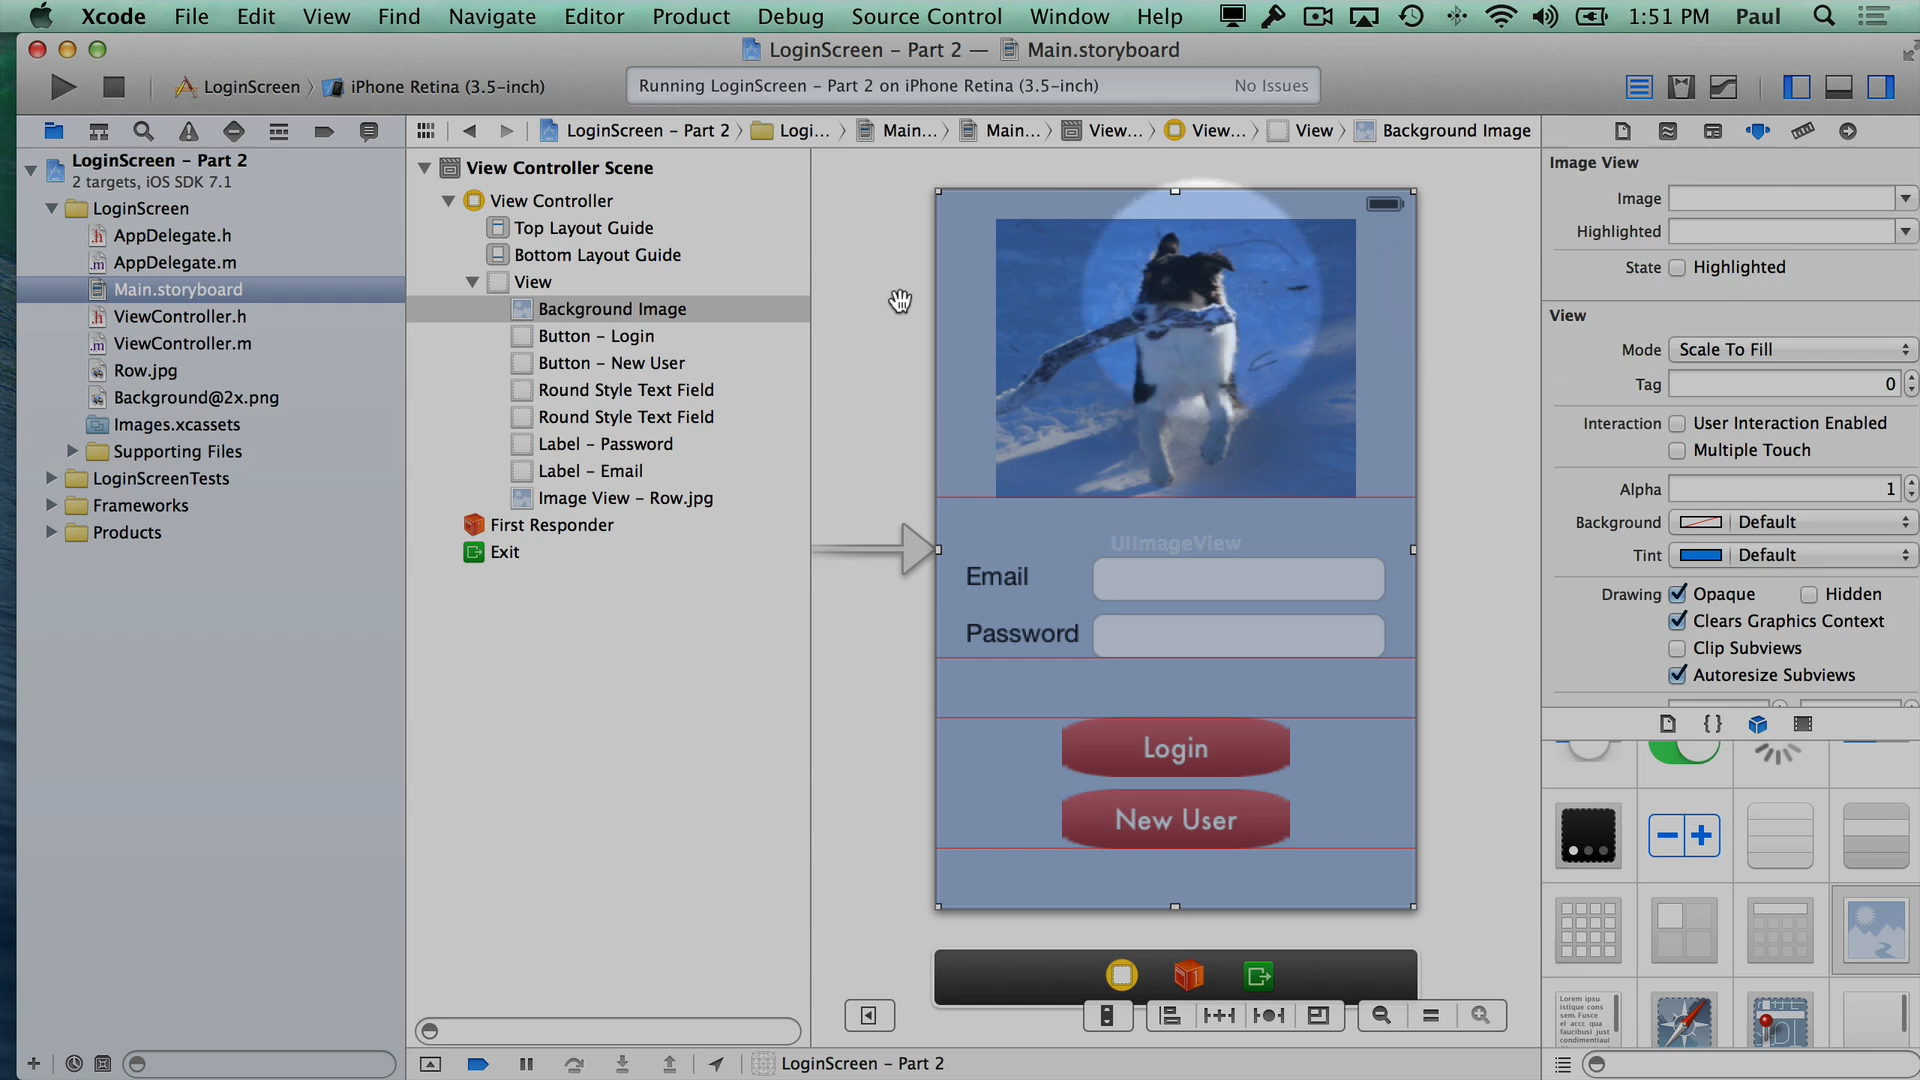 Xcode File Edit View Find Navigate Editor Product Debug Source Control Window Help 1:51 PM Paul
LoginScreen – Part 2 — Main.storyboard
LoginScreen iPhone Retina (3.5-inch)
Running LoginScreen – Part 2 on iPhone Retina (3.5-inch) No Issues
LoginScreen – Part 2 Logi... Main... Main... View... View... View Background Image
LoginScreen – Part 2
2 targets, iOS SDK 7.1
LoginScreen
AppDelegate.h
AppDelegate.m
Main.storyboard
ViewController.h
ViewController.m
Row.jpg
Background@2x.png
Images.xcassets
Supporting Files
LoginScreenTests
Frameworks
Products
View Controller Scene
View Controller
Top Layout Guide
Bottom Layout Guide
View
Background Image
Button – Login
Button – New User
Round Style Text Field
Round Style Text Field
Label – Password
Label – Email
Image View – Row.jpg
First Responder
Exit
UIImageView
Email
Password
Login
New User
Image View
Image
Highlighted
State Highlighted
View
Mode Scale To Fill
Tag 0
Interaction User Interaction Enabled
Multiple Touch
Alpha 1
Background Default
Tint Default
Drawing Opaque Hidden
Clears Graphics Context
Clip Subviews
Autoresize Subviews
{ }
Lorem ipsu
LoginScreen – Part 2